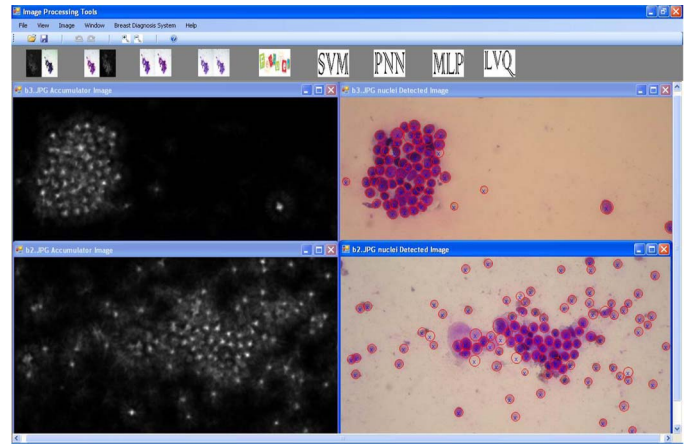 Image Processing Tools
File View Image Window Breast Diagnosis System Help
SVM PNN MLP LVQ
b3..JPG Accumulator Image
b3..JPG nuclei Detected Image
b2..JPG Accumulator Image
b2..JPG nuclei Detected Image